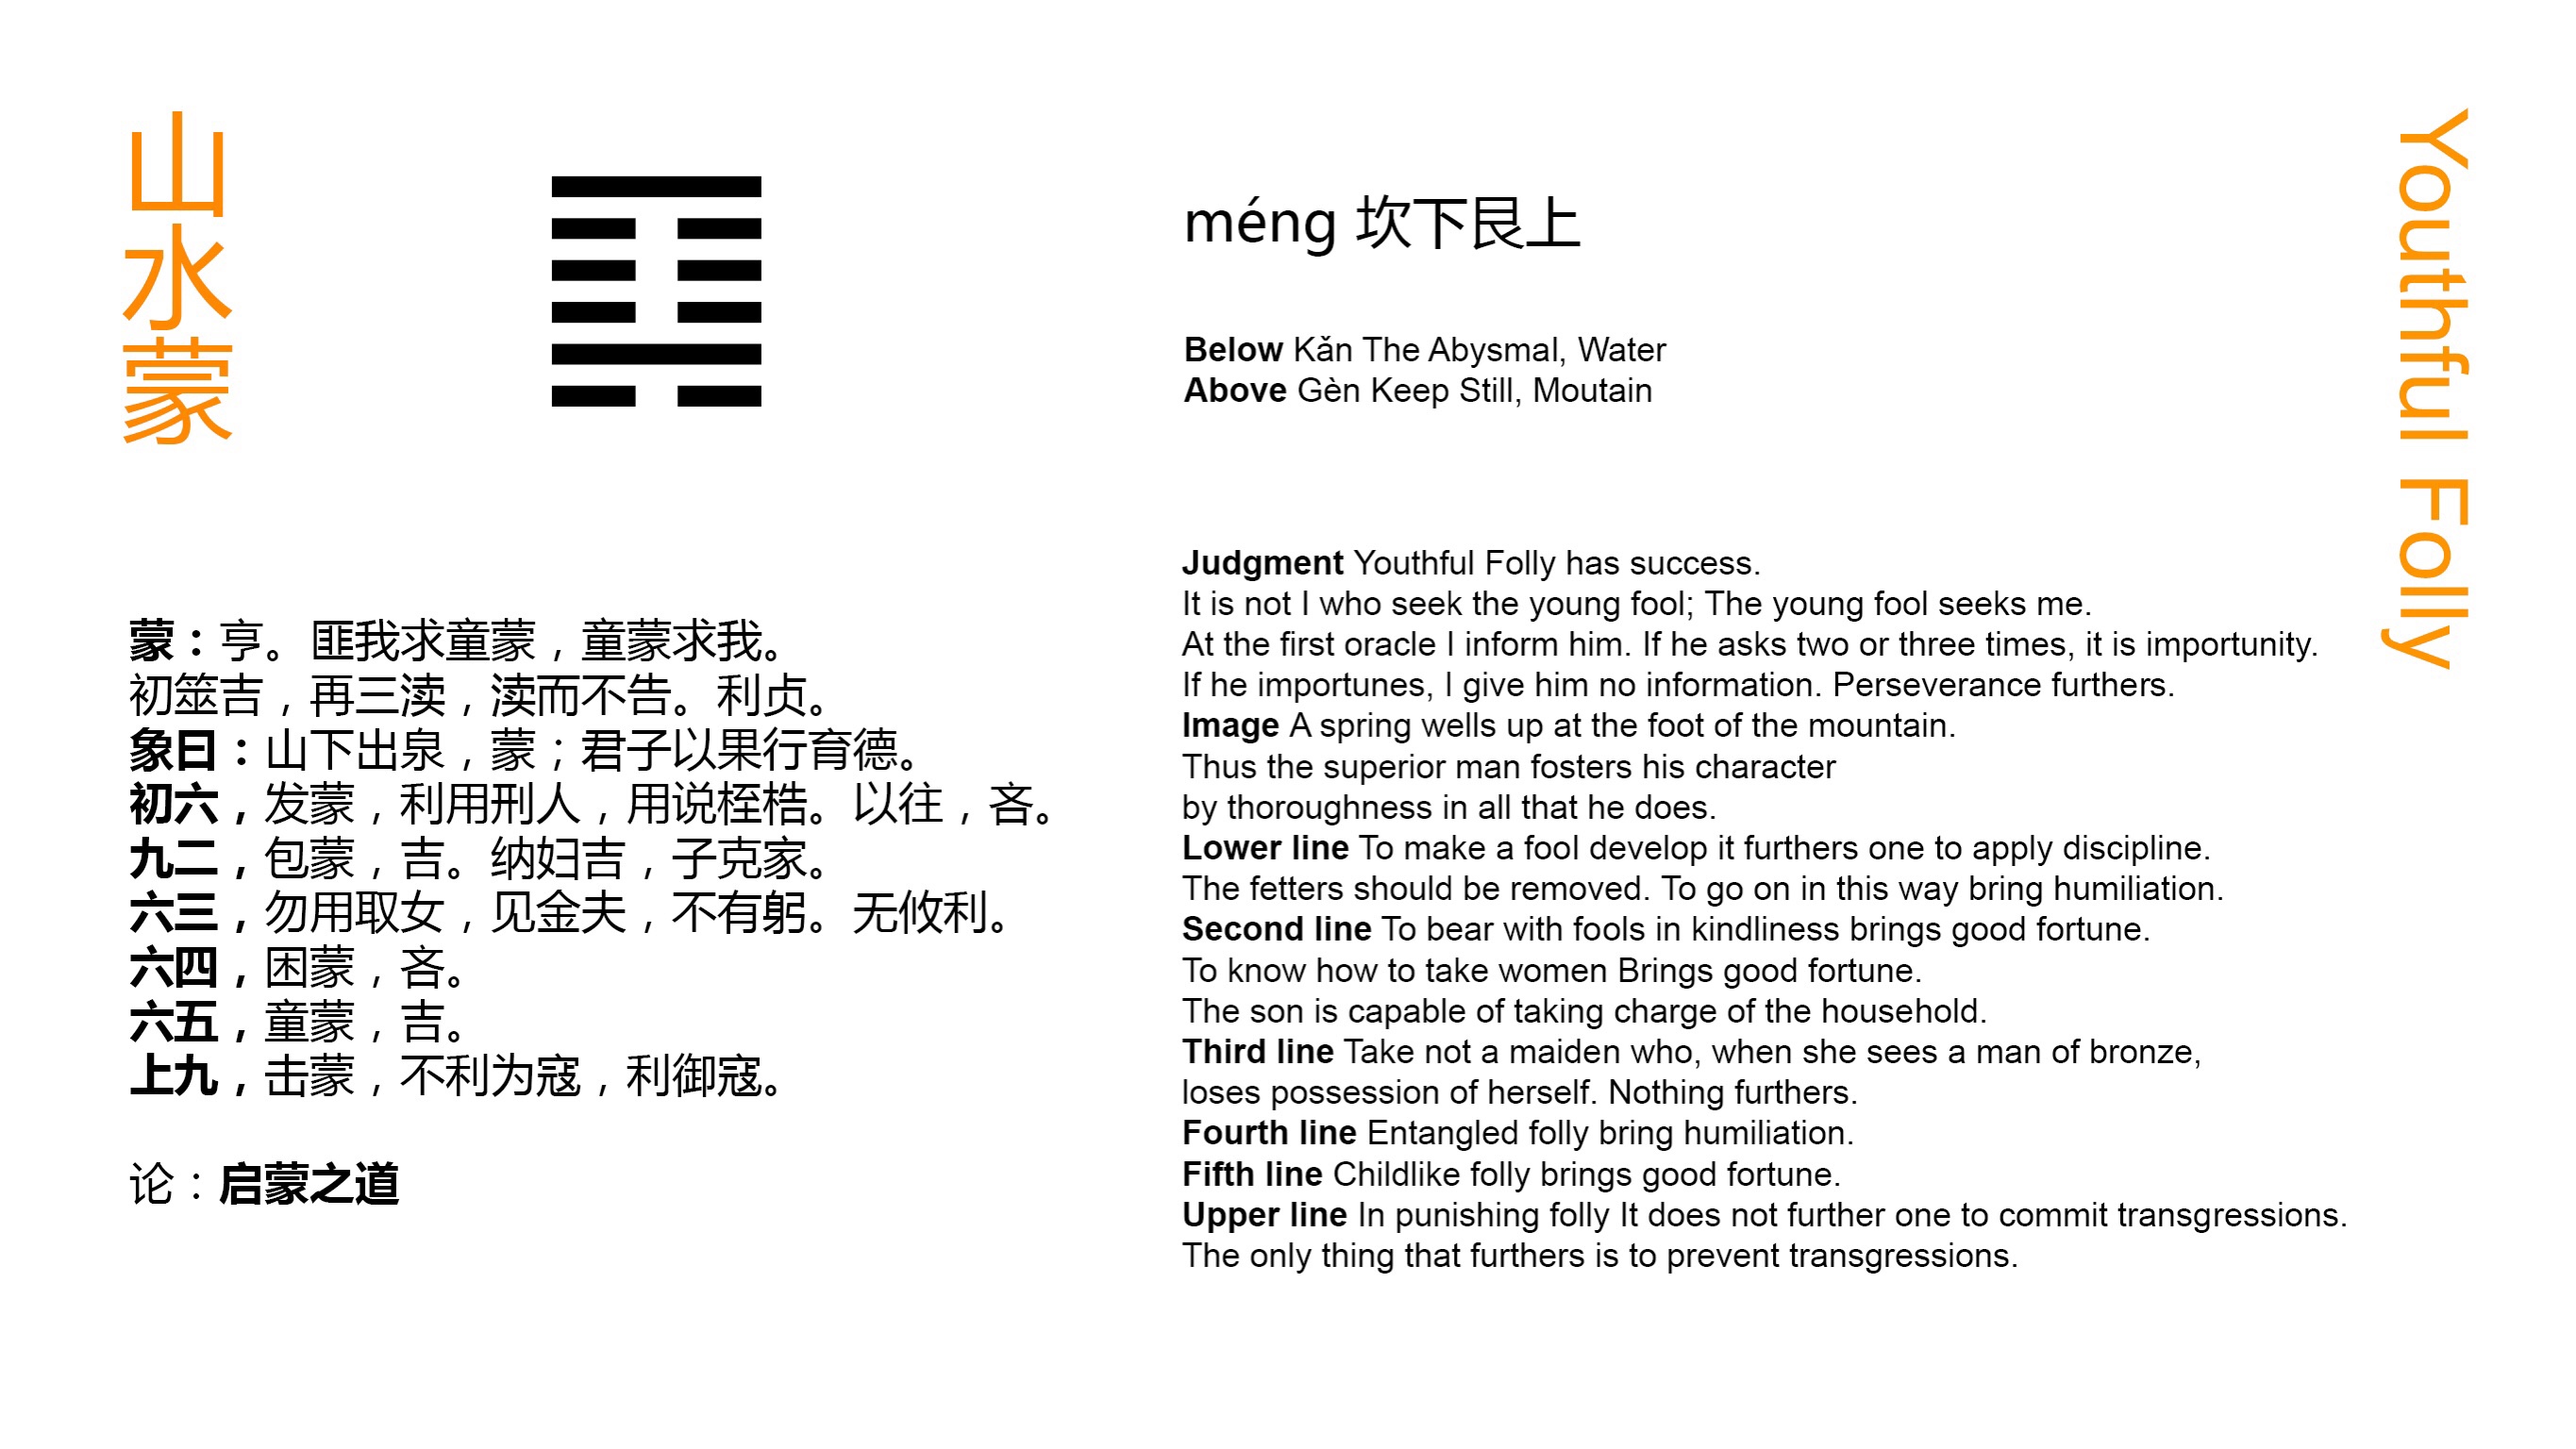 山水蒙
蒙：亨。匪我求童蒙，童蒙求我。
初筮吉，再三渎，渎而不告。利贞。
象曰：山下出泉，蒙；君子以果行育德。
初六，发蒙，利用刑人，用说桎梏。以往，吝。
九二，包蒙，吉。纳妇吉，子克家。
六三，勿用取女，见金夫，不有躬。无攸利。
六四，困蒙，吝。
六五，童蒙，吉。
上九，击蒙，不利为寇，利御寇。
论：启蒙之道
méng 坎下艮上
Below Kǎn The Abysmal, Water
Above Gèn Keep Still, Moutain
Judgment Youthful Folly has success.
It is not I who seek the young fool; The young fool seeks me.
At the first oracle I inform him. If he asks two or three times, it is importunity.
If he importunes, I give him no information. Perseverance furthers.
Image A spring wells up at the foot of the mountain.
Thus the superior man fosters his character
by thoroughness in all that he does.
Lower line To make a fool develop it furthers one to apply discipline.
The fetters should be removed. To go on in this way bring humiliation.
Second line To bear with fools in kindliness brings good fortune.
To know how to take women Brings good fortune.
The son is capable of taking charge of the household.
Third line Take not a maiden who, when she sees a man of bronze,
loses possession of herself. Nothing furthers.
Fourth line Entangled folly bring humiliation.
Fifth line Childlike folly brings good fortune.
Upper line In punishing folly It does not further one to commit transgressions.
The only thing that furthers is to prevent transgressions.
Youthful Folly